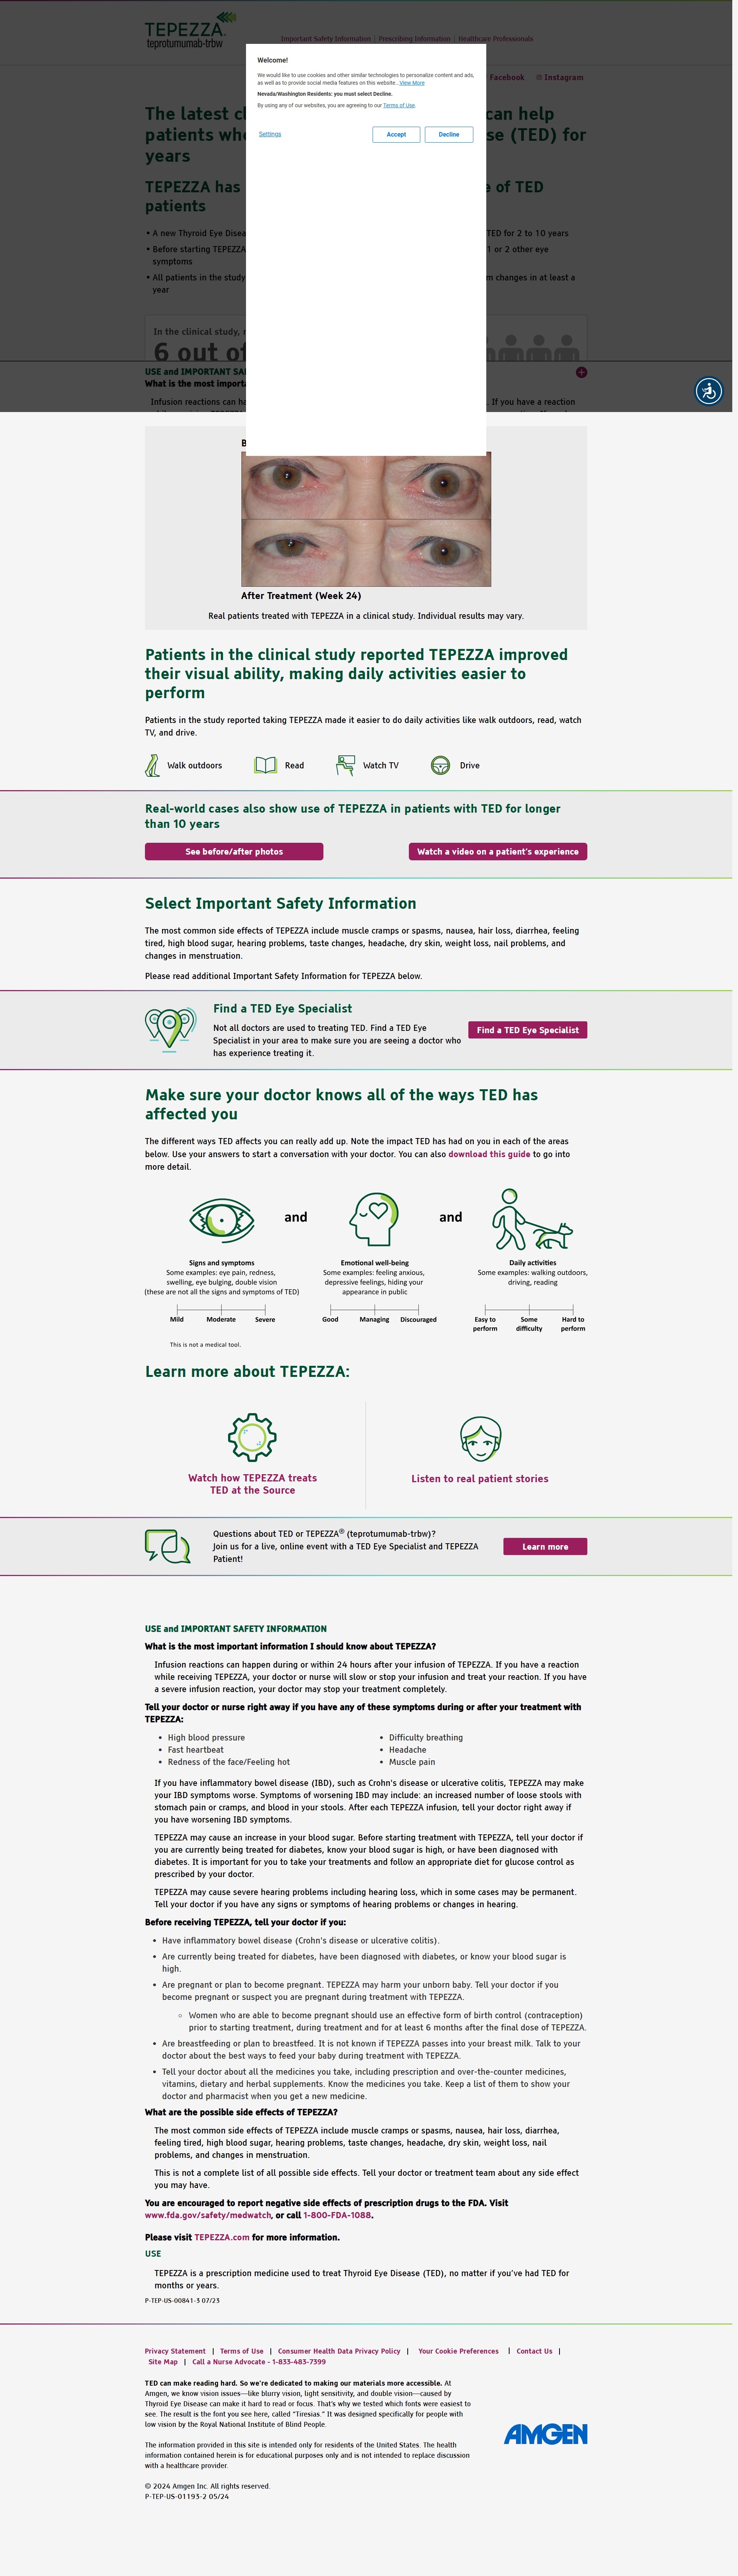 TEPEZZA
teprotumumab-trbw
Important Safety Information | Prescribing Information | Healthcare Professionals
Facebook Instagram
Welcome!
We would like to use cookies and other similar technologies to personalize content and ads,
as well as to provide social media features on this website...View More
Nevada/Washington Residents: you must select Decline.
By using any of our websites, you are agreeing to our Terms of Use.
Settings Accept Decline
The latest cl can help
patients who se (TED) for
years
TEPEZZA has e of TED
patients
• A new Thyroid Eye Disea TED for 2 to 10 years
• Before starting TEPEZZA 1 or 2 other eye
symptoms
• All patients in the study m changes in at least a
year
In the clinical study,
6 out of
USE and IMPORTANT SA
What is the most importa
Infusion reactions can ha . If you have a reaction
B
After Treatment (Week 24)
Real patients treated with TEPEZZA in a clinical study. Individual results may vary.
Patients in the clinical study reported TEPEZZA improved
their visual ability, making daily activities easier to
perform
Patients in the study reported taking TEPEZZA made it easier to do daily activities like walk outdoors, read, watch
TV, and drive.
Walk outdoors Read Watch TV Drive
Real-world cases also show use of TEPEZZA in patients with TED for longer
than 10 years
See before/after photos Watch a video on a patient's experience
Select Important Safety Information
The most common side effects of TEPEZZA include muscle cramps or spasms, nausea, hair loss, diarrhea, feeling
tired, high blood sugar, hearing problems, taste changes, headache, dry skin, weight loss, nail problems, and
changes in menstruation.
Please read additional Important Safety Information for TEPEZZA below.
Find a TED Eye Specialist
Not all doctors are used to treating TED. Find a TED Eye
Specialist in your area to make sure you are seeing a doctor who
has experience treating it.
Find a TED Eye Specialist
Make sure your doctor knows all of the ways TED has
affected you
The different ways TED affects you can really add up. Note the impact TED has had on you in each of the areas
below. Use your answers to start a conversation with your doctor. You can also download this guide to go into
more detail.
and and
Signs and symptoms
Some examples: eye pain, redness,
swelling, eye bulging, double vision
(these are not all the signs and symptoms of TED)
Mild Moderate Severe
Emotional well-being
Some examples: feeling anxious,
depressive feelings, hiding your
appearance in public
Good Managing Discouraged
Daily activities
Some examples: walking outdoors,
driving, reading
Easy to perform Some difficulty Hard to perform
This is not a medical tool.
Learn more about TEPEZZA:
Watch how TEPEZZA treats
TED at the Source
Listen to real patient stories
Questions about TED or TEPEZZA® (teprotumumab-trbw)?
Join us for a live, online event with a TED Eye Specialist and TEPEZZA
Patient!
Learn more
USE and IMPORTANT SAFETY INFORMATION
What is the most important information I should know about TEPEZZA?
Infusion reactions can happen during or within 24 hours after your infusion of TEPEZZA. If you have a reaction
while receiving TEPEZZA, your doctor or nurse will slow or stop your infusion and treat your reaction. If you have
a severe infusion reaction, your doctor may stop your treatment completely.
Tell your doctor or nurse right away if you have any of these symptoms during or after your treatment with
TEPEZZA:
• High blood pressure
• Fast heartbeat
• Redness of the face/Feeling hot
• Difficulty breathing
• Headache
• Muscle pain
If you have inflammatory bowel disease (IBD), such as Crohn's disease or ulcerative colitis, TEPEZZA may make
your IBD symptoms worse. Symptoms of worsening IBD may include: an increased number of loose stools with
stomach pain or cramps, and blood in your stools. After each TEPEZZA infusion, tell your doctor right away if
you have worsening IBD symptoms.
TEPEZZA may cause an increase in your blood sugar. Before starting treatment with TEPEZZA, tell your doctor if
you are currently being treated for diabetes, know your blood sugar is high, or have been diagnosed with
diabetes. It is important for you to take your treatments and follow an appropriate diet for glucose control as
prescribed by your doctor.
TEPEZZA may cause severe hearing problems including hearing loss, which in some cases may be permanent.
Tell your doctor if you have any signs or symptoms of hearing problems or changes in hearing.
Before receiving TEPEZZA, tell your doctor if you:
• Have inflammatory bowel disease (Crohn's disease or ulcerative colitis).
• Are currently being treated for diabetes, have been diagnosed with diabetes, or know your blood sugar is
high.
• Are pregnant or plan to become pregnant. TEPEZZA may harm your unborn baby. Tell your doctor if you
become pregnant or suspect you are pregnant during treatment with TEPEZZA.
◦ Women who are able to become pregnant should use an effective form of birth control (contraception)
prior to starting treatment, during treatment and for at least 6 months after the final dose of TEPEZZA.
• Are breastfeeding or plan to breastfeed. It is not known if TEPEZZA passes into your breast milk. Talk to your
doctor about the best ways to feed your baby during treatment with TEPEZZA.
• Tell your doctor about all the medicines you take, including prescription and over-the-counter medicines,
vitamins, dietary and herbal supplements. Know the medicines you take. Keep a list of them to show your
doctor and pharmacist when you get a new medicine.
What are the possible side effects of TEPEZZA?
The most common side effects of TEPEZZA include muscle cramps or spasms, nausea, hair loss, diarrhea,
feeling tired, high blood sugar, hearing problems, taste changes, headache, dry skin, weight loss, nail
problems, and changes in menstruation.
This is not a complete list of all possible side effects. Tell your doctor or treatment team about any side effect
you may have.
You are encouraged to report negative side effects of prescription drugs to the FDA. Visit
www.fda.gov/safety/medwatch, or call 1-800-FDA-1088.
Please visit TEPEZZA.com for more information.
USE
TEPEZZA is a prescription medicine used to treat Thyroid Eye Disease (TED), no matter if you've had TED for
months or years.
P-TEP-US-00841-3 07/23
Privacy Statement | Terms of Use | Consumer Health Data Privacy Policy | Your Cookie Preferences | Contact Us |
Site Map | Call a Nurse Advocate - 1-833-483-7399
TED can make reading hard. So we're dedicated to making our materials more accessible. At
Amgen, we know vision issues—like blurry vision, light sensitivity, and double vision—caused by
Thyroid Eye Disease can make it hard to read or focus. That's why we tested which fonts were easiest to
see. The result is the font you see here, called "Tiresias." It was designed specifically for people with
low vision by the Royal National Institute of Blind People.
AMGEN
The information provided in this site is intended only for residents of the United States. The health
information contained herein is for educational purposes only and is not intended to replace discussion
with a healthcare provider.
© 2024 Amgen Inc. All rights reserved.
P-TEP-US-01193-2 05/24